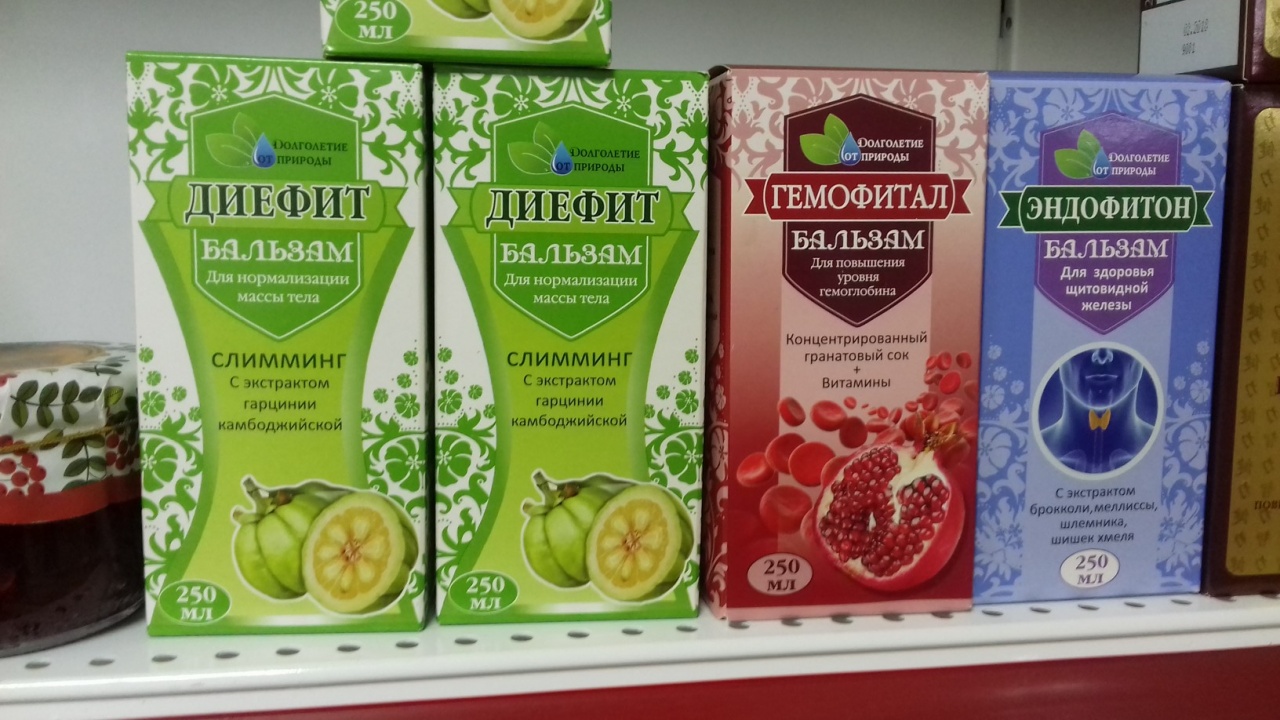 250
МЛ
Долголетие
от природы
ДИЕФИТ
БАЛЬЗАМ
Для нормализации
массы тела
СЛИММИНГ
С экстрактом
гарцинии
камбоджийской
250
МЛ
Долголетие
от природы
ДИЕФИТ
БАЛЬЗАМ
Для нормализации
массы тела
СЛИММИНГ
С экстрактом
гарцинии
камбоджийской
250
МЛ
Долголетие
от природы
ГЕМОФИТАЛ
БАЛЬЗАМ
Для повышения
уровня
гемоглобина
Концентрированный
гранатовый сок
+
Витамины
250
МЛ
Долголетие
от природы
ЭНДОФИТОН
БАЛЬЗАМ
Для здоровья
щитовидной
железы
С экстрактом
брокколи, меллиссы,
шлемника,
шишек хмеля
250
МЛ